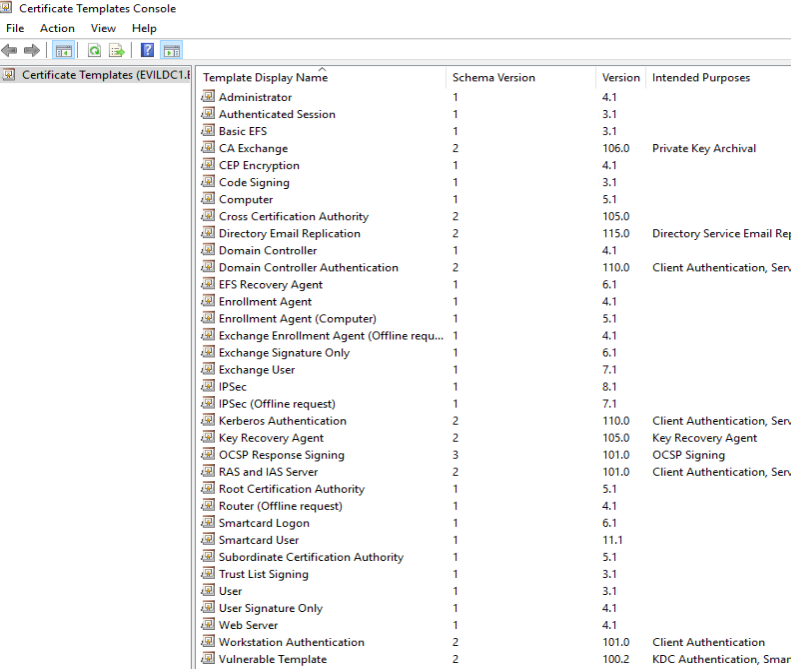 Certificate Templates Console
File Action View Help
Certificate Templates (EVILDC1.E
Template Display Name Schema Version Version Intended Purposes
Administrator 1 4.1
Authenticated Session 1 3.1
Basic EFS 1 3.1
CA Exchange 2 106.0 Private Key Archival
CEP Encryption 1 4.1
Code Signing 1 3.1
Computer 1 5.1
Cross Certification Authority 2 105.0
Directory Email Replication 2 115.0 Directory Service Email Rep
Domain Controller 1 4.1
Domain Controller Authentication 2 110.0 Client Authentication, Serv
EFS Recovery Agent 1 6.1
Enrollment Agent 1 4.1
Enrollment Agent (Computer) 1 5.1
Exchange Enrollment Agent (Offline requ... 1 4.1
Exchange Signature Only 1 6.1
Exchange User 1 7.1
IPSec 1 8.1
IPSec (Offline request) 1 7.1
Kerberos Authentication 2 110.0 Client Authentication, Serv
Key Recovery Agent 2 105.0 Key Recovery Agent
OCSP Response Signing 3 101.0 OCSP Signing
RAS and IAS Server 2 101.0 Client Authentication, Serv
Root Certification Authority 1 5.1
Router (Offline request) 1 4.1
Smartcard Logon 1 6.1
Smartcard User 1 11.1
Subordinate Certification Authority 1 5.1
Trust List Signing 1 3.1
User 1 3.1
User Signature Only 1 4.1
Web Server 1 4.1
Workstation Authentication 2 101.0 Client Authentication
Vulnerable Template 2 100.2 KDC Authentication, Smar